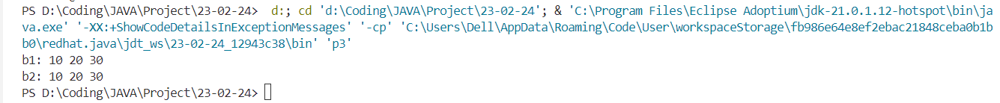 PS D:\Coding\JAVA\Project\23-02-24>  d:; cd 'd:\Coding\JAVA\Project\23-02-24'; & 'C:\Program Files\Eclipse Adoptium\jdk-21.0.1.12-hotspot\bin\ja
va.exe' '-XX:+ShowCodeDetailsInExceptionMessages' '-cp' 'C:\Users\Dell\AppData\Roaming\Code\User\workspaceStorage\fb986e64e8ef2ebac21848ceba0b1b
b0\redhat.java\jdt_ws\23-02-24_12943c38\bin' 'p3'
b1: 10 20 30
b2: 10 20 30
PS D:\Coding\JAVA\Project\23-02-24>